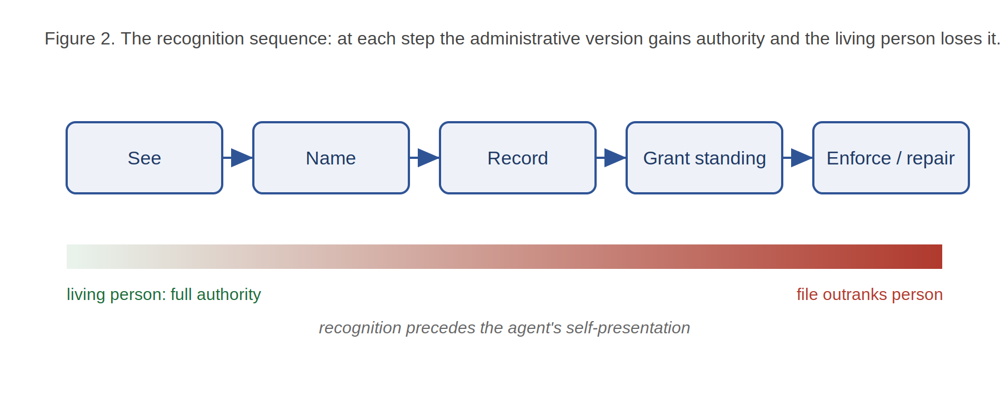 Figure 2. The recognition sequence: at each step the administrative version gains authority and the living person loses it.
See
Name
Record
Grant standing
Enforce / repair
living person: full authority
file outranks person
recognition precedes the agent's self-presentation